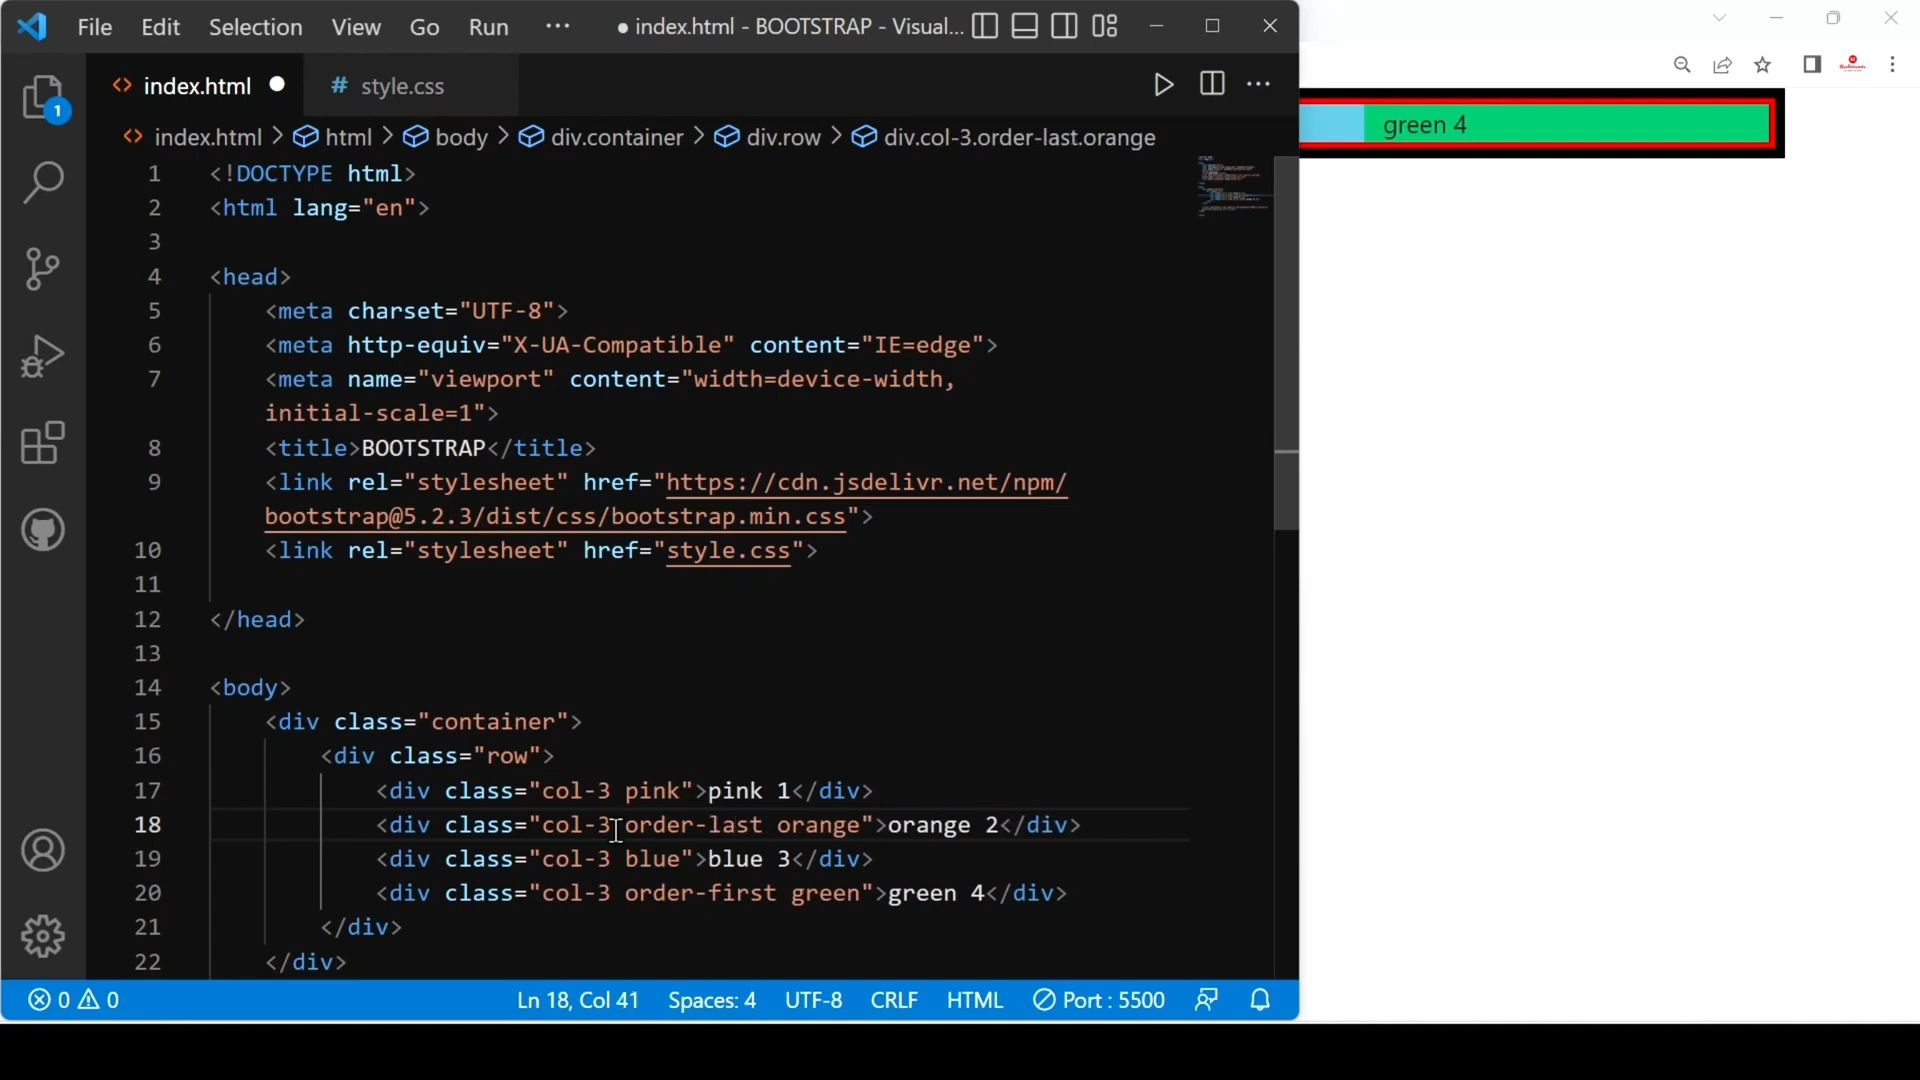 File Edit Selection View Go Run ··· ● index.html - BOOTSTRAP - Visual...
index.html ● # style.css
index.html > html > body > div.container > div.row > div.col-3.order-last.orange
green 4
1 <!DOCTYPE html>
2 <html lang="en">
3
4 <head>
5 <meta charset="UTF-8">
6 <meta http-equiv="X-UA-Compatible" content="IE=edge">
7 <meta name="viewport" content="width=device-width,
initial-scale=1">
8 <title>BOOTSTRAP</title>
9 <link rel="stylesheet" href="https://cdn.jsdelivr.net/npm/
bootstrap@5.2.3/dist/css/bootstrap.min.css">
10 <link rel="stylesheet" href="style.css">
11
12 </head>
13
14 <body>
15 <div class="container">
16 <div class="row">
17 <div class="col-3 pink">pink 1</div>
18 <div class="col-3 order-last orange">orange 2</div>
19 <div class="col-3 blue">blue 3</div>
20 <div class="col-3 order-first green">green 4</div>
21 </div>
22 </div>
1
0 0 Ln 18, Col 41 Spaces: 4 UTF-8 CRLF HTML Port : 5500